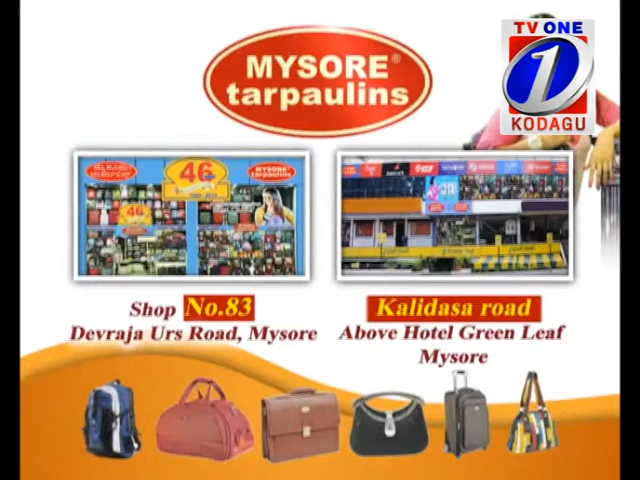 TV ONE
1
KODAGU
MYSORE®
tarpaulins
46
MYSORE
tarpaulins
46
Shop No.83
Devraja Urs Road, Mysore
Kalidasa road
Above Hotel Green Leaf
Mysore